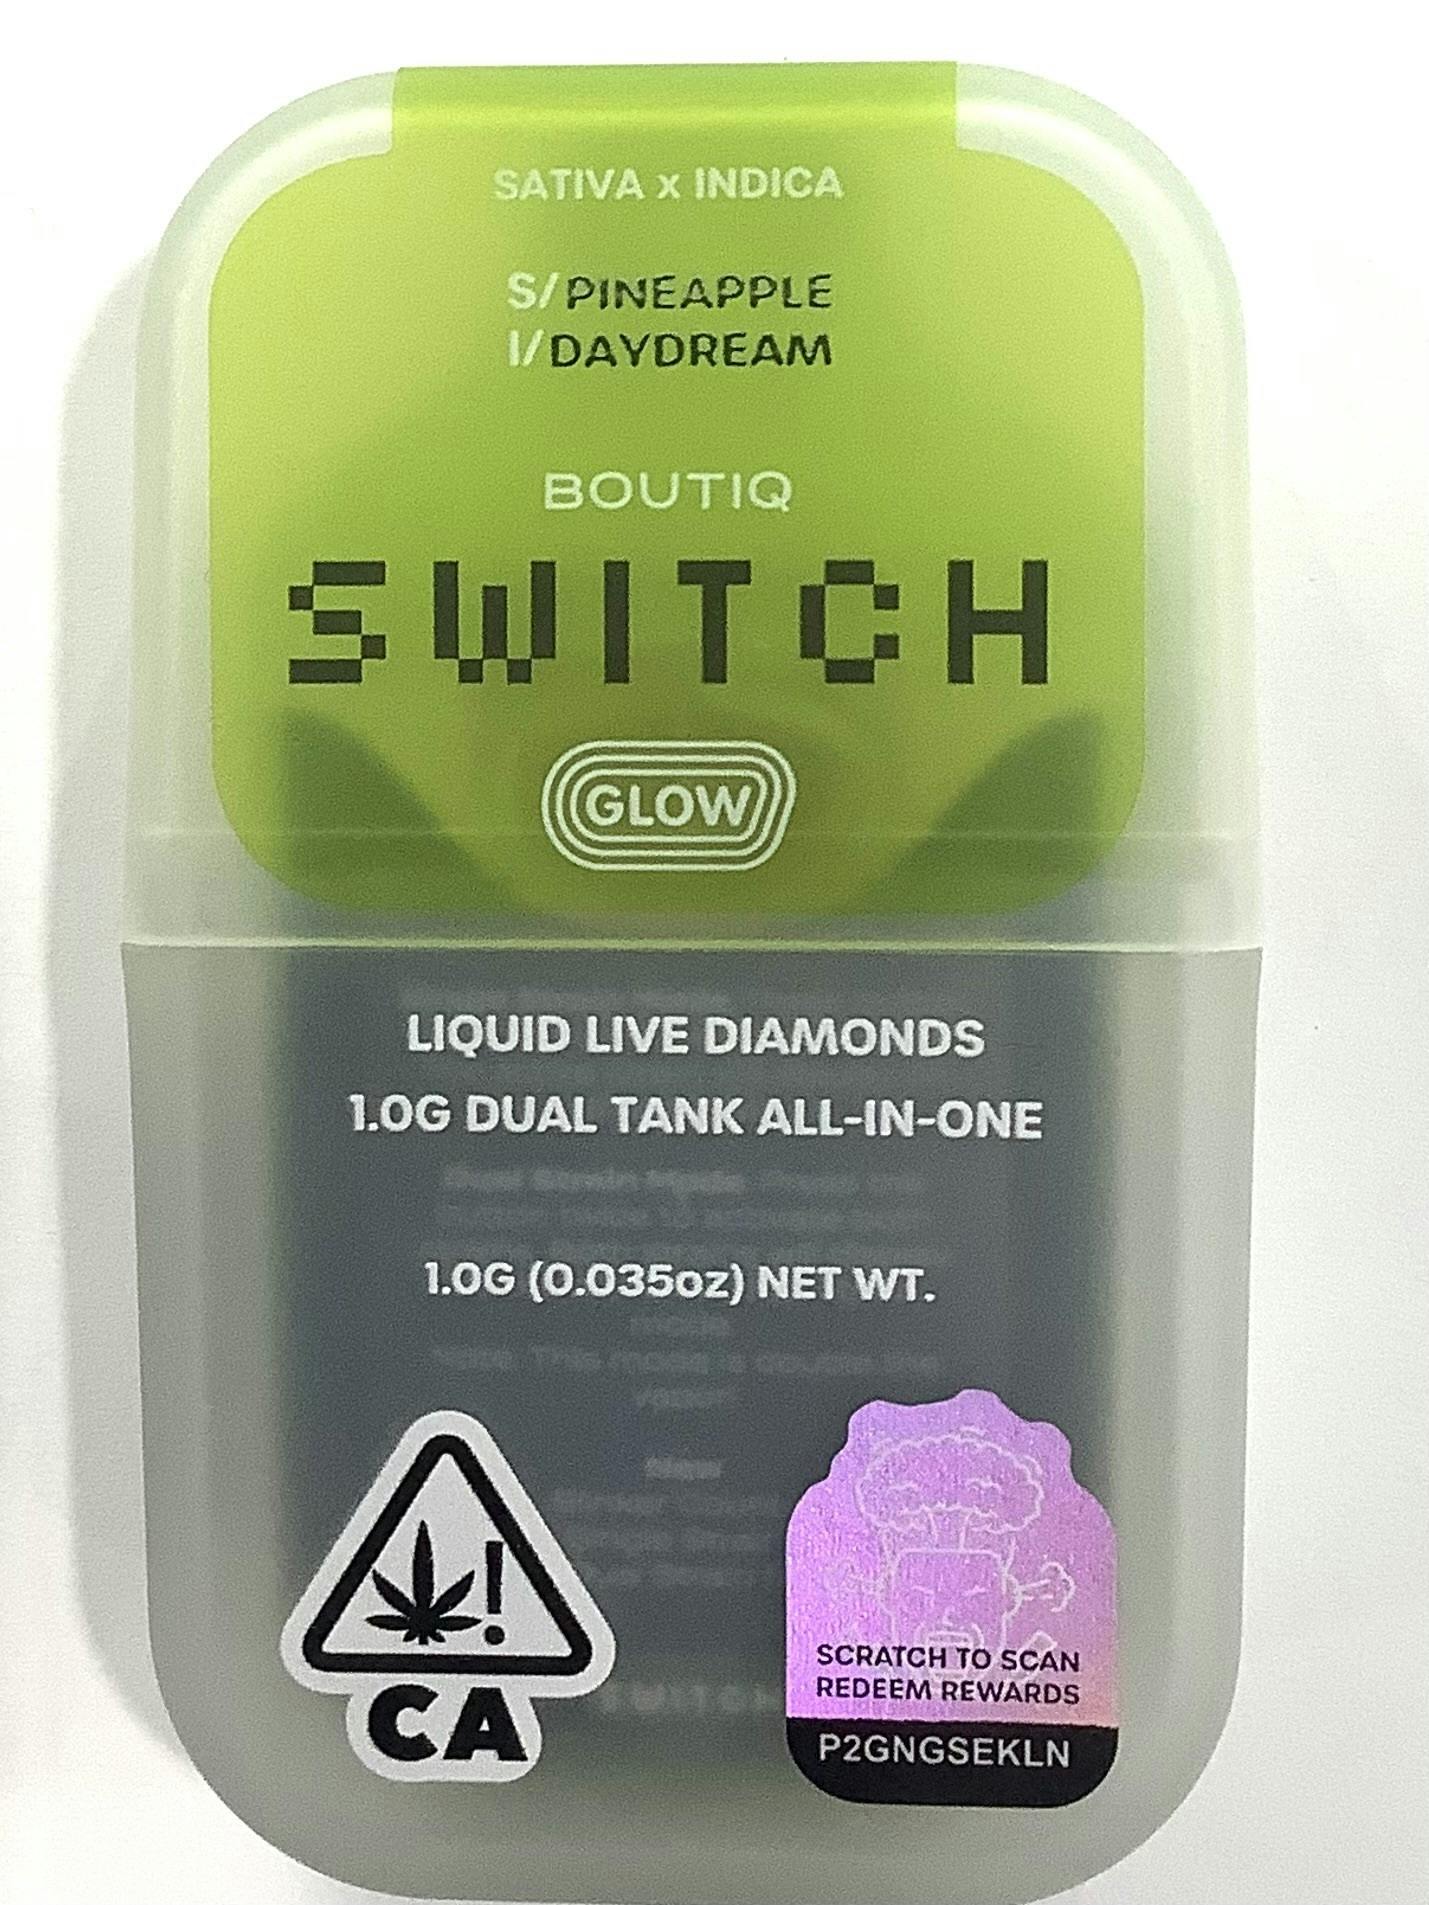 SATIVA x INDICA
S/PINEAPPLE
I/DAYDREAM
BOUTIQ
SWITCH
GLOW
LIQUID LIVE DIAMONDS
1.0G DUAL TANK ALL-IN-ONE
1.0G (0.035oz) NET WT.
!
CA
SCRATCH TO SCAN
REDEEM REWARDS
P2GNGSEKLN